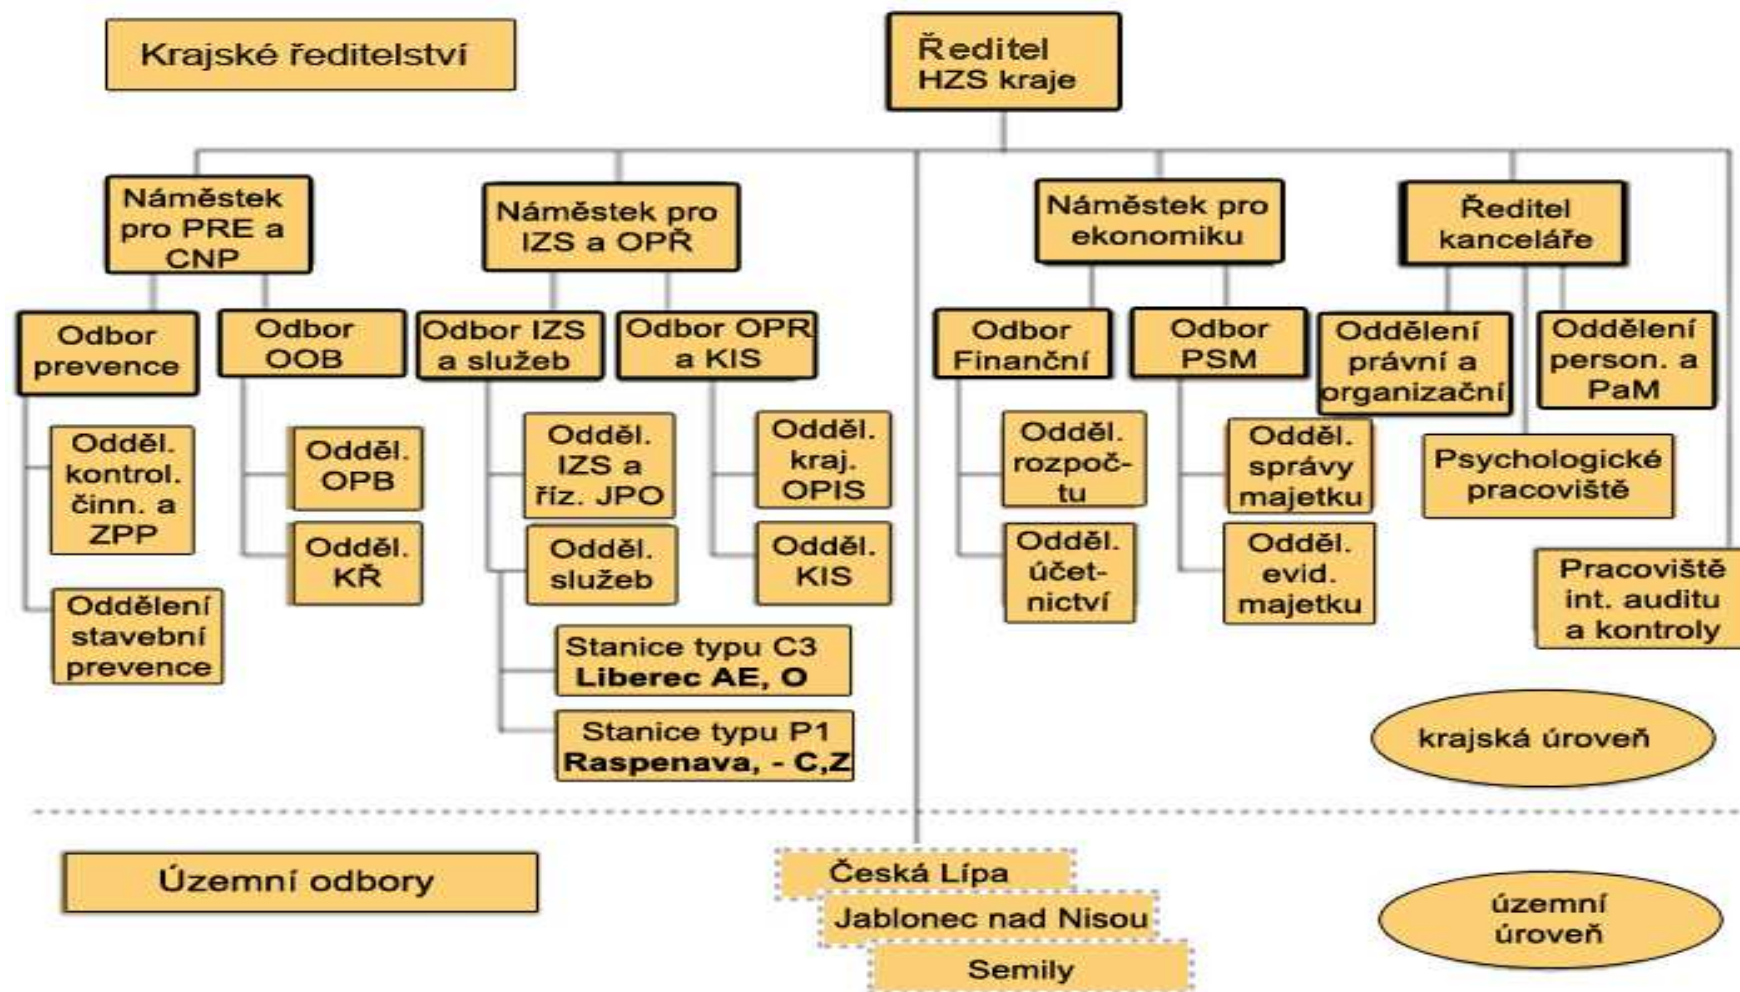 Krajské ředitelství
Ředitel
HZS kraje
Náměstek
pro PRE a
CNP
Náměstek pro
IZS a OPŘ
Náměstek pro
ekonomiku
Ředitel
kanceláře
Odbor
prevence
Odbor
OOB
Odbor IZS
a služeb
Odbor OPR
a KIS
Odbor
Finanční
Odbor
PSM
Oddělení
právní a
organizační
Oddělení
person. a
PaM
Odděl.
kontrol.
činn. a
ZPP
Odděl.
OPB
Odděl.
IZS a
říz. JPO
Odděl.
kraj.
OPIS
Odděl.
rozpoč-
tu
Odděl.
správy
majetku
Psychologické
pracoviště
Odděl.
KŘ
Odděl.
služeb
Odděl.
KIS
Odděl.
účet-
nictví
Odděl.
evid.
majetku
Pracoviště
int. auditu
a kontroly
Oddělení
stavební
prevence
Stanice typu C3
Liberec AE, O
Stanice typu P1
Raspenava, - C,Z
krajská úroveň
Územní odbory
Česká Lípa
Jablonec nad Nisou
Semily
územní
úroveň